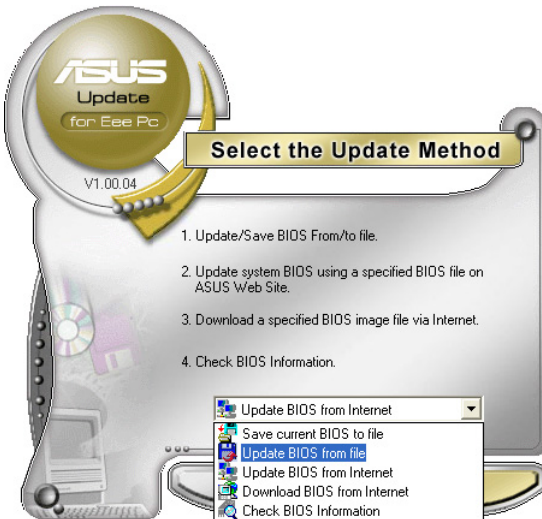 ASUS
Update
for Eee Pc
V1.00.04
Select the Update Method
1. Update/Save BIOS From/to file.
2. Update system BIOS using a specified BIOS file on
ASUS Web Site.
3. Download a specified BIOS image file via Internet.
4. Check BIOS Information.
Update BIOS from Internet
Save current BIOS to file
Update BIOS from file
Update BIOS from Internet
Download BIOS from Internet
Check BIOS Information